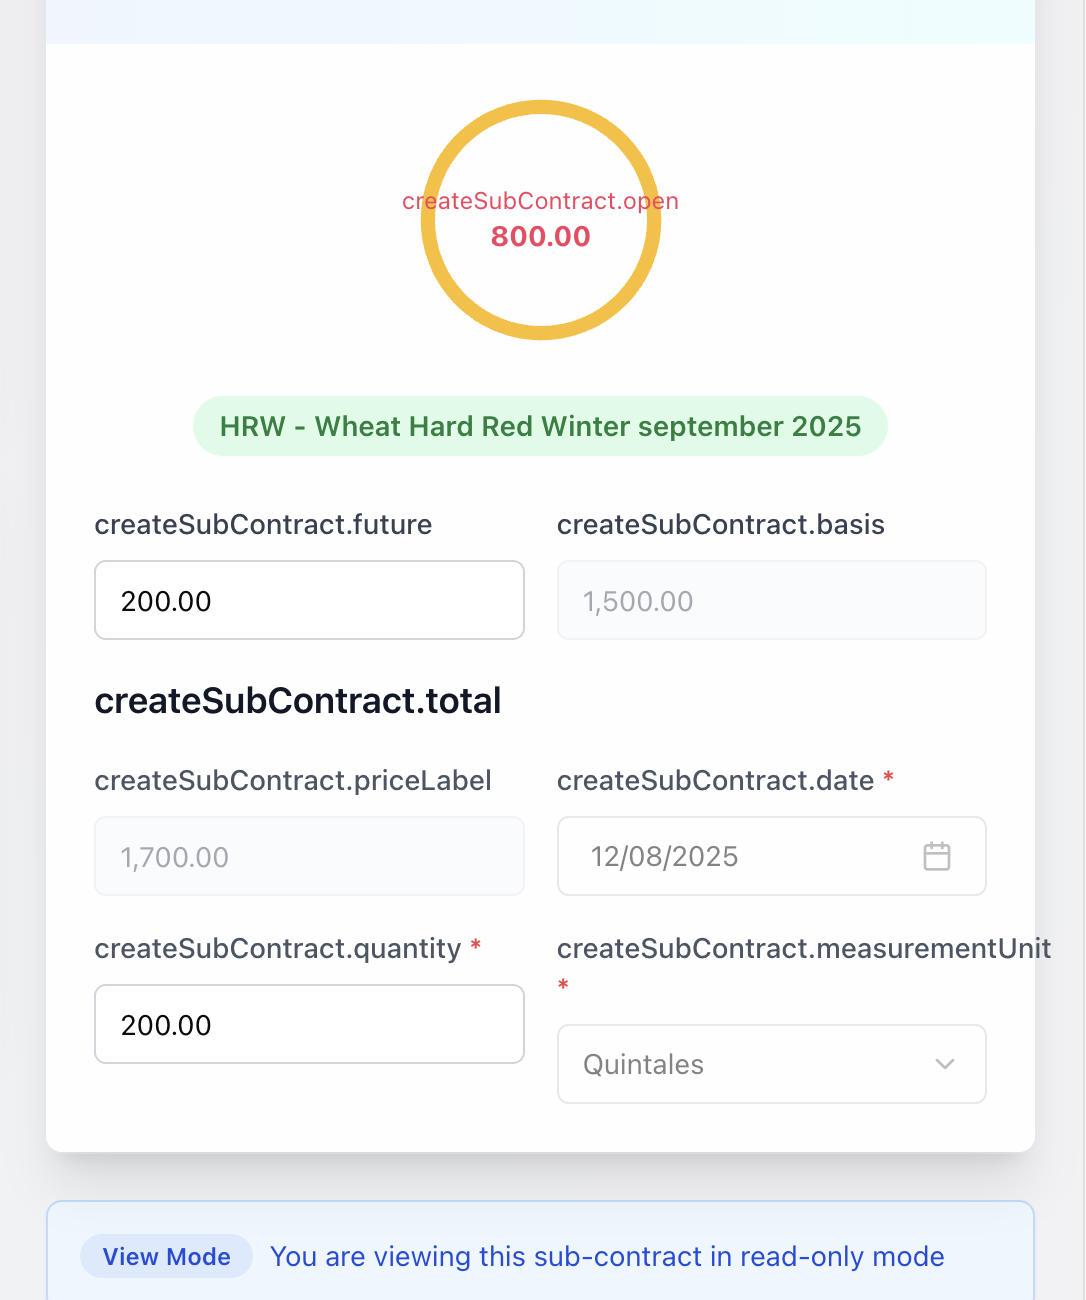 createSubContract.open
800.00
HRW - Wheat Hard Red Winter september 2025
createSubContract.future
createSubContract.basis
200.00
1,500.00
createSubContract.total
createSubContract.priceLabel
createSubContract.date *
1,700.00
12/08/2025
createSubContract.quantity *
createSubContract.measurementUnit
*
200.00
Quintales
View Mode You are viewing this sub-contract in read-only mode